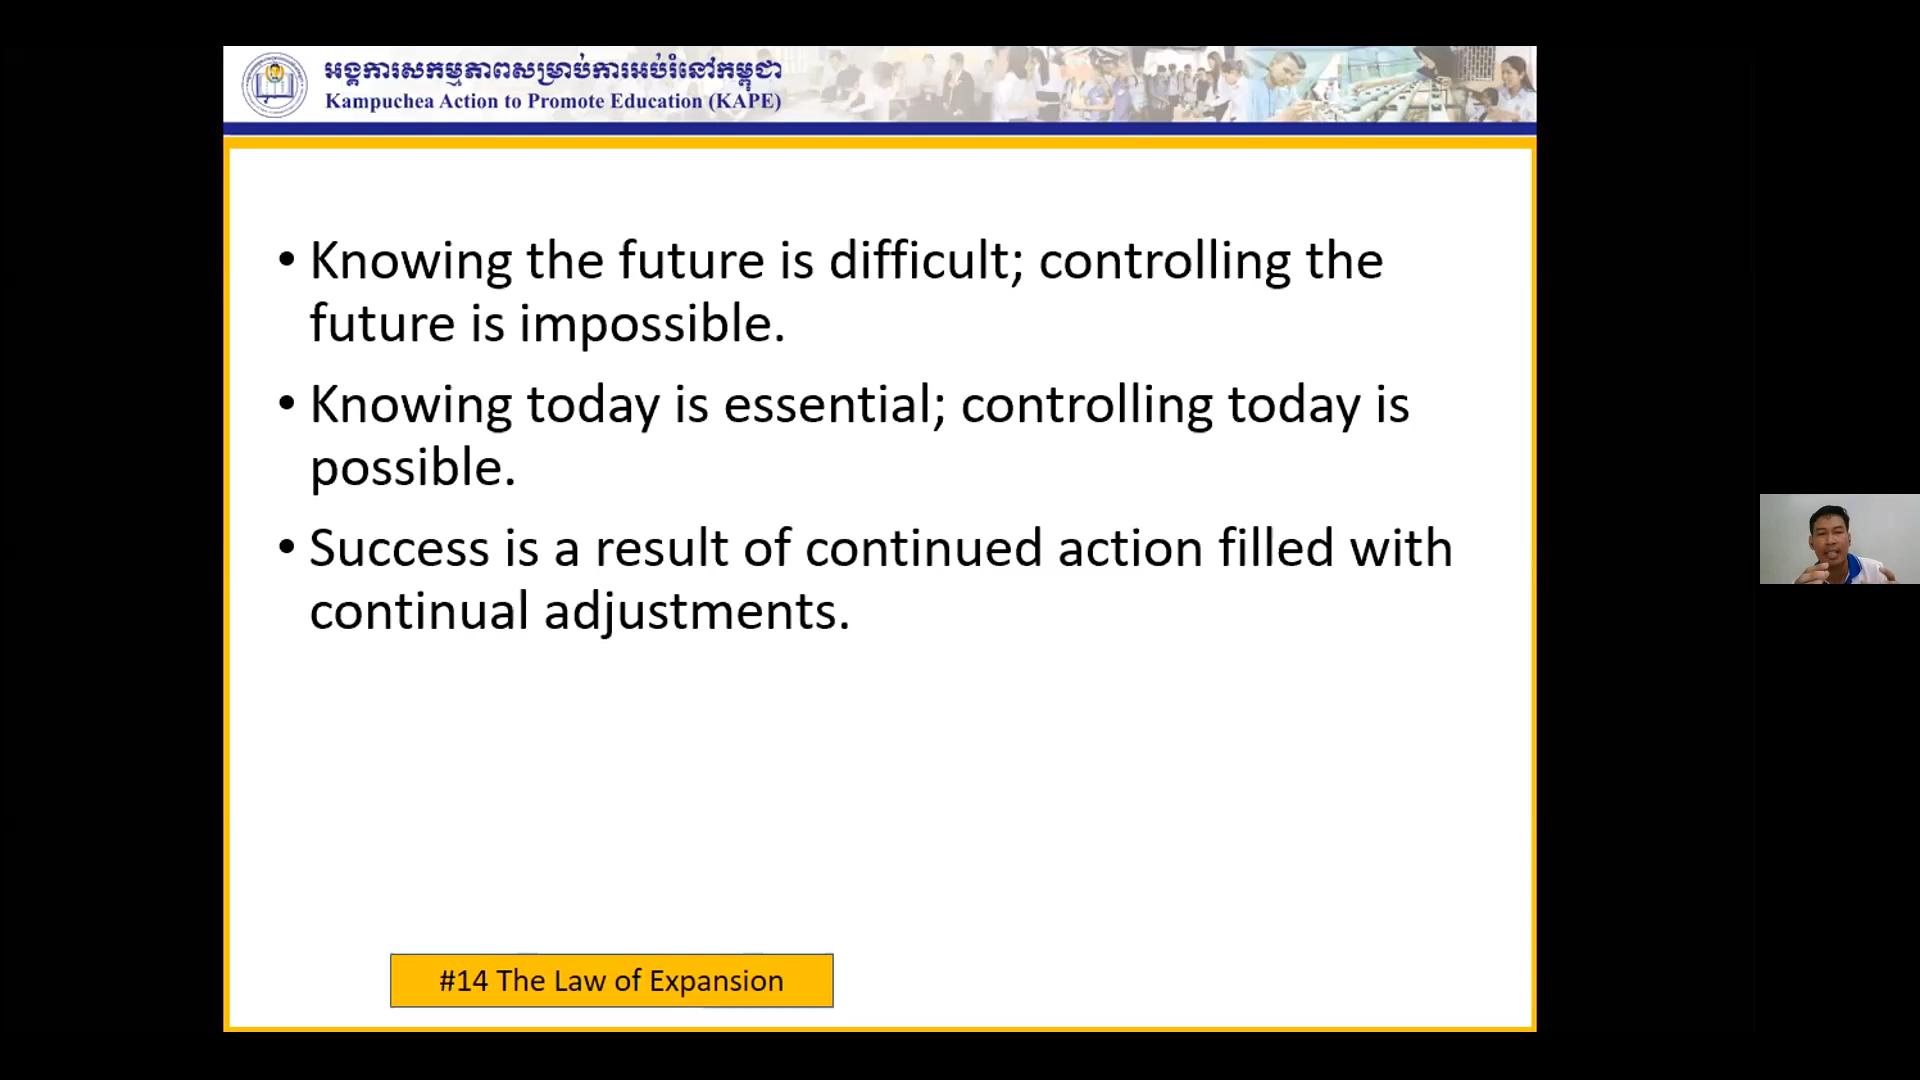 អង្គការសកម្មភាពសម្រាប់ការអប់រំនៅកម្ពុជា
Kampuchea Action to Promote Education (KAPE)
• Knowing the future is difficult; controlling the
future is impossible.
• Knowing today is essential; controlling today is
possible.
• Success is a result of continued action filled with
continual adjustments.
#14 The Law of Expansion